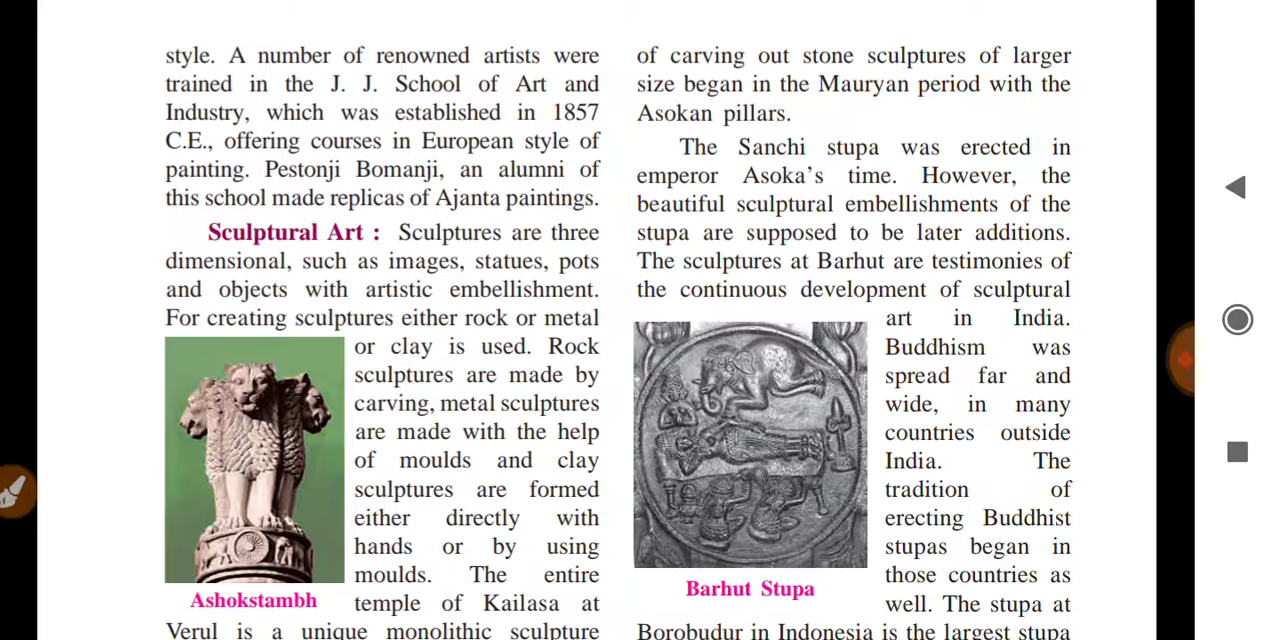 style. A number of renowned artists were
trained in the J. J. School of Art and
Industry, which was established in 1857
C.E., offering courses in European style of
painting. Pestonji Bomanji, an alumni of
this school made replicas of Ajanta paintings.
Sculptural Art : Sculptures are three
dimensional, such as images, statues, pots
and objects with artistic embellishment.
For creating sculptures either rock or metal
or clay is used. Rock
sculptures are made by
carving, metal sculptures
are made with the help
of moulds and clay
sculptures are formed
either directly with
hands or by using
moulds. The entire
temple of Kailasa at
Verul is a unique monolithic sculpture
Ashokstambh
of carving out stone sculptures of larger
size began in the Mauryan period with the
Asokan pillars.
The Sanchi stupa was erected in
emperor Asoka's time. However, the
beautiful sculptural embellishments of the
stupa are supposed to be later additions.
The sculptures at Barhut are testimonies of
the continuous development of sculptural
art in India.
Buddhism was
spread far and
wide, in many
countries outside
India. The
tradition of
erecting Buddhist
stupas began in
those countries as
well. The stupa at
Borobudur in Indonesia is the largest stupa
Barhut Stupa